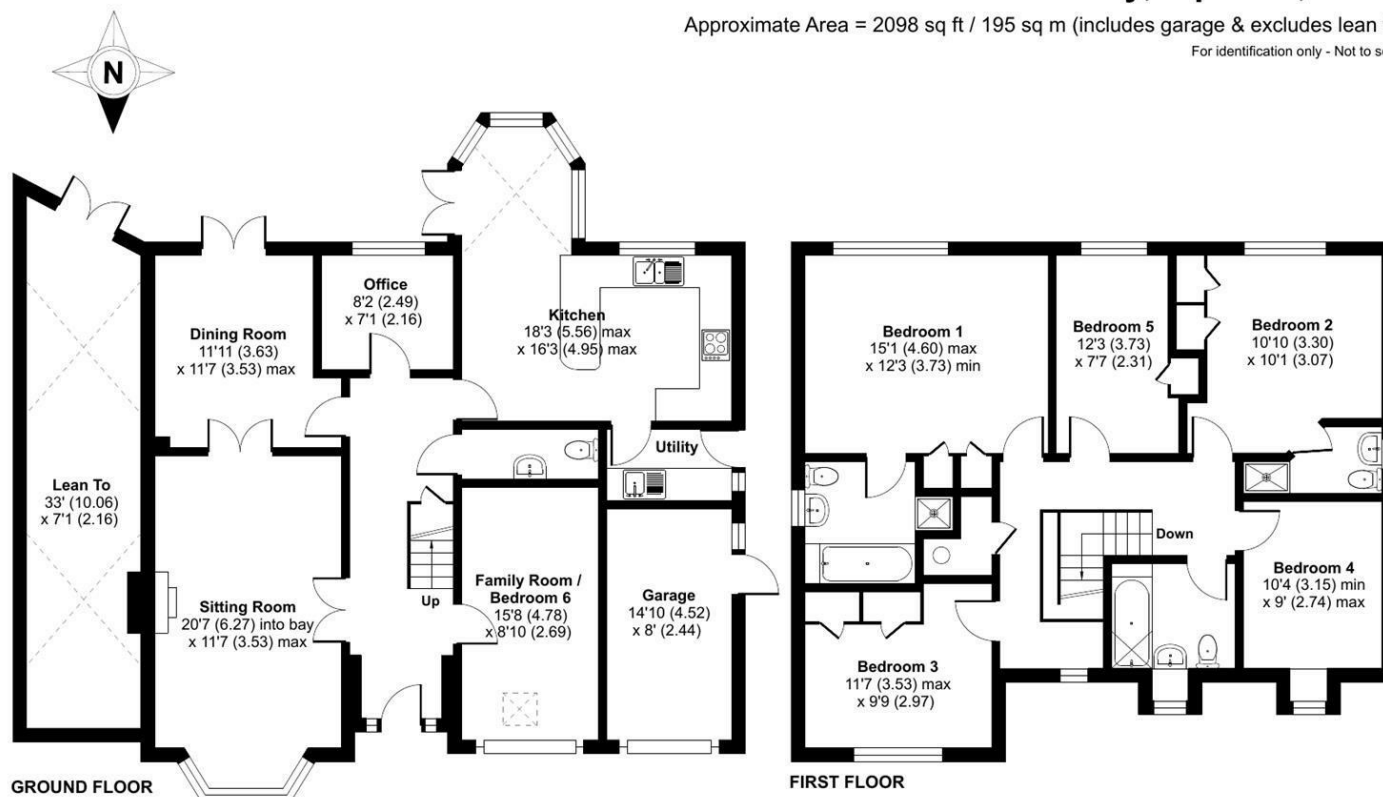 Approximate Area = 2098 sq ft / 195 sq m (includes garage & excludes lean
For identification only - Not to
N
Office
8'2 (2.49)
x 7'1 (2.16)
Dining Room
11'11 (3.63)
x 11'7 (3.53) max
Kitchen
18'3 (5.56) max
x 16'3 (4.95) max
Utility
Lean To
33' (10.06)
x 7'1 (2.16)
Sitting Room
20'7 (6.27) into bay
x 11'7 (3.53) max
Up
Family Room /
Bedroom 6
15'8 (4.78)
x 8'10 (2.69)
Garage
14'10 (4.52)
x 8' (2.44)
GROUND FLOOR
Bedroom 1
15'1 (4.60) max
x 12'3 (3.73) min
Bedroom 5
12'3 (3.73)
x 7'7 (2.31)
Bedroom 2
10'10 (3.30)
x 10'1 (3.07)
Down
Bedroom 4
10'4 (3.15) min
x 9' (2.74) max
Bedroom 3
11'7 (3.53) max
x 9'9 (2.97)
FIRST FLOOR